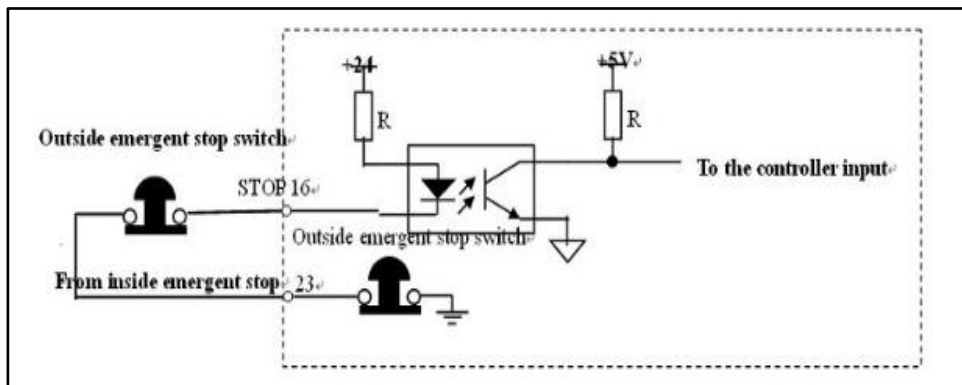 +24
+5V
R
R
Outside emergent stop switch
To the controller input
STOP 16
Outside emergent stop switch
From inside emergent stop 23